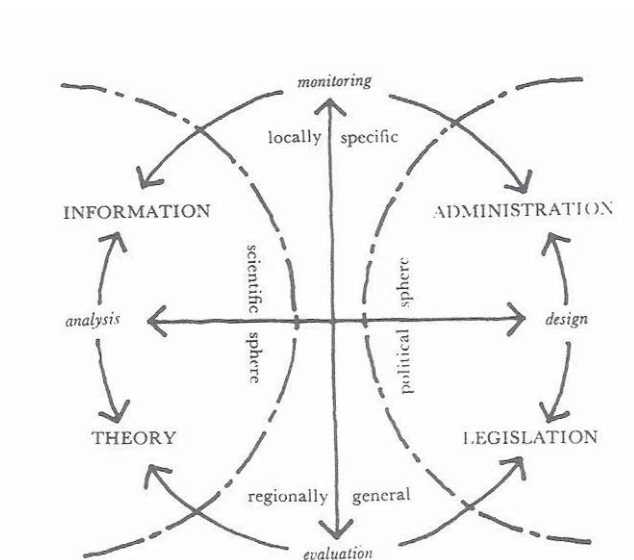 monitoring
locally specific
INFORMATION
ADMINISTRATION
scientific sphere
political sphere
analysis
design
THEORY
LEGISLATION
regionally general
evaluation